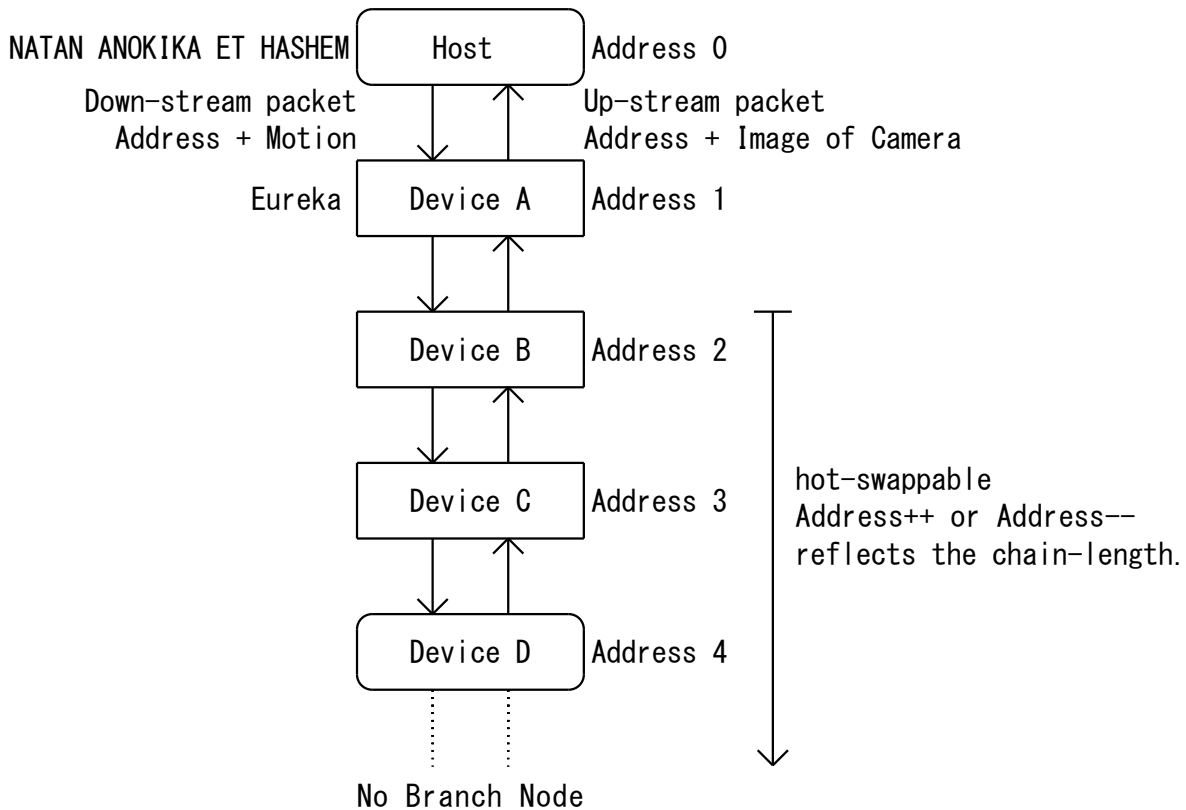 NATAN ANOKIKA ET HASHEM
Host
Address 0
Down-stream packet
Address + Motion
Up-stream packet
Address + Image of Camera
Eureka
Device A
Address 1
Device B
Address 2
Device C
Address 3
hot-swappable
Address++ or Address--
reflects the chain-length.
Device D
Address 4
No Branch Node